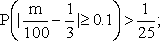 P(|m/100 - 1/3| ≥ 0.1) > 1/25;